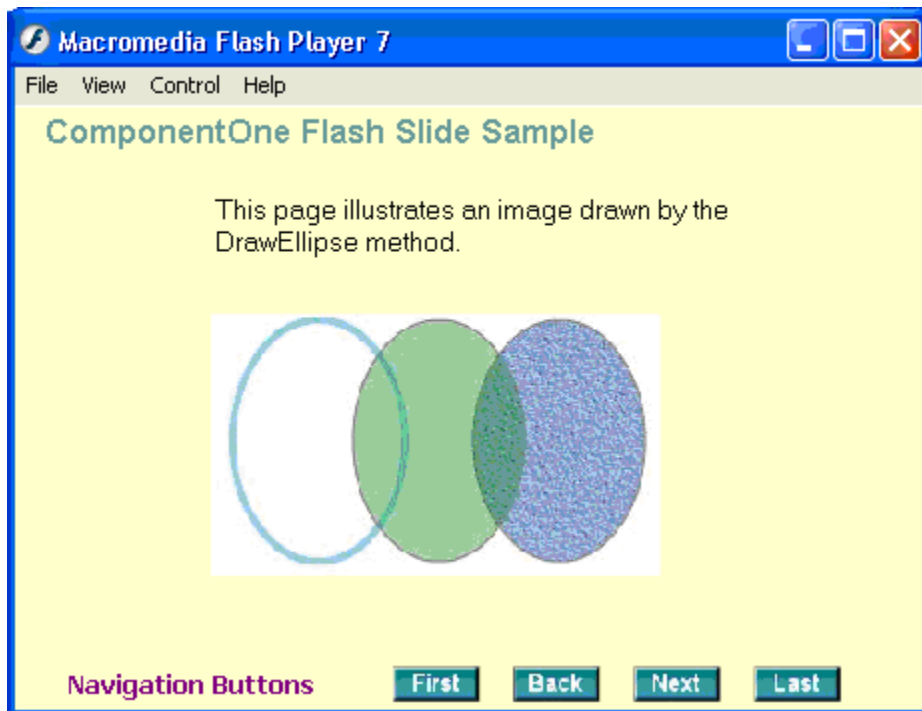 Macromedia Flash Player 7
File View Control Help
ComponentOne Flash Slide Sample
This page illustrates an image drawn by the
DrawEllipse method.
Navigation Buttons First Back Next Last